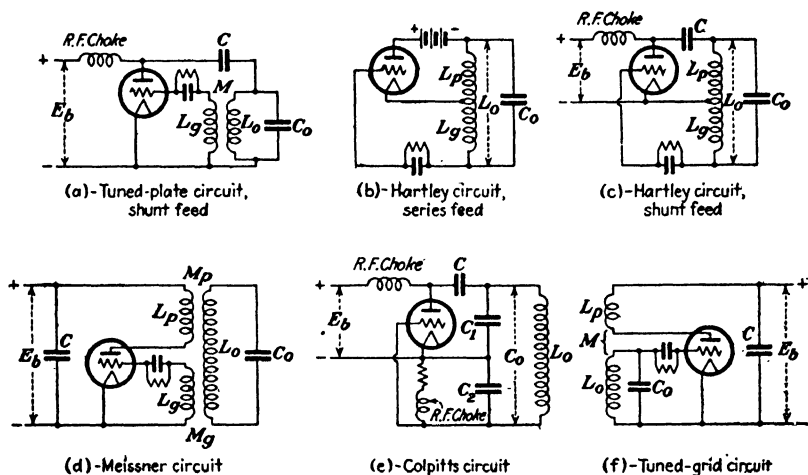 R.F.Choke
C
+
E_b
−
M
L_g
L_o
C_o
(a)-Tuned-plate circuit,
shunt feed
+ −
L_p
L_g
L_o
C_o
(b)-Hartley circuit,
series feed
R.F.Choke
C
+
E_b
−
L_p
L_g
L_o
C_o
(c)-Hartley circuit,
shunt feed
+
E_b
−
C
M_p
L_p
L_g
M_g
L_o
C_o
(d)-Meissner circuit
R.F.Choke
C
+
E_b
−
C_1
C_2
C_o
L_o
R.F.Choke
(e)-Colpitts circuit
+
L_p
M
L_o
C_o
C
E_b
−
(f)-Tuned-grid circuit